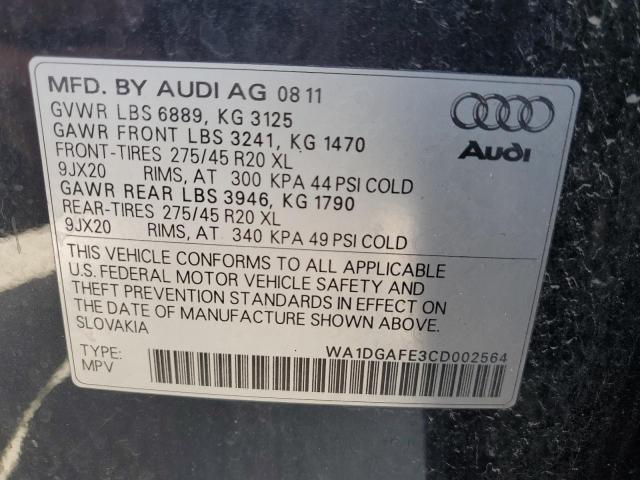 MFD. BY AUDI AG 08 11
GVWR LBS 6889, KG 3125
GAWR FRONT LBS 3241, KG 1470
FRONT-TIRES 275/45 R20 XL
9JX20 RIMS, AT 300 KPA 44 PSI COLD
GAWR REAR LBS 3946, KG 1790
REAR-TIRES 275/45 R20 XL
9JX20 RIMS, AT 340 KPA 49 PSI COLD
Audi
THIS VEHICLE CONFORMS TO ALL APPLICABLE
U.S. FEDERAL MOTOR VEHICLE SAFETY AND
THEFT PREVENTION STANDARDS IN EFFECT ON
THE DATE OF MANUFACTURE SHOWN ABOVE.
SLOVAKIA
TYPE:
MPV
WA1DGAFE3CD002564